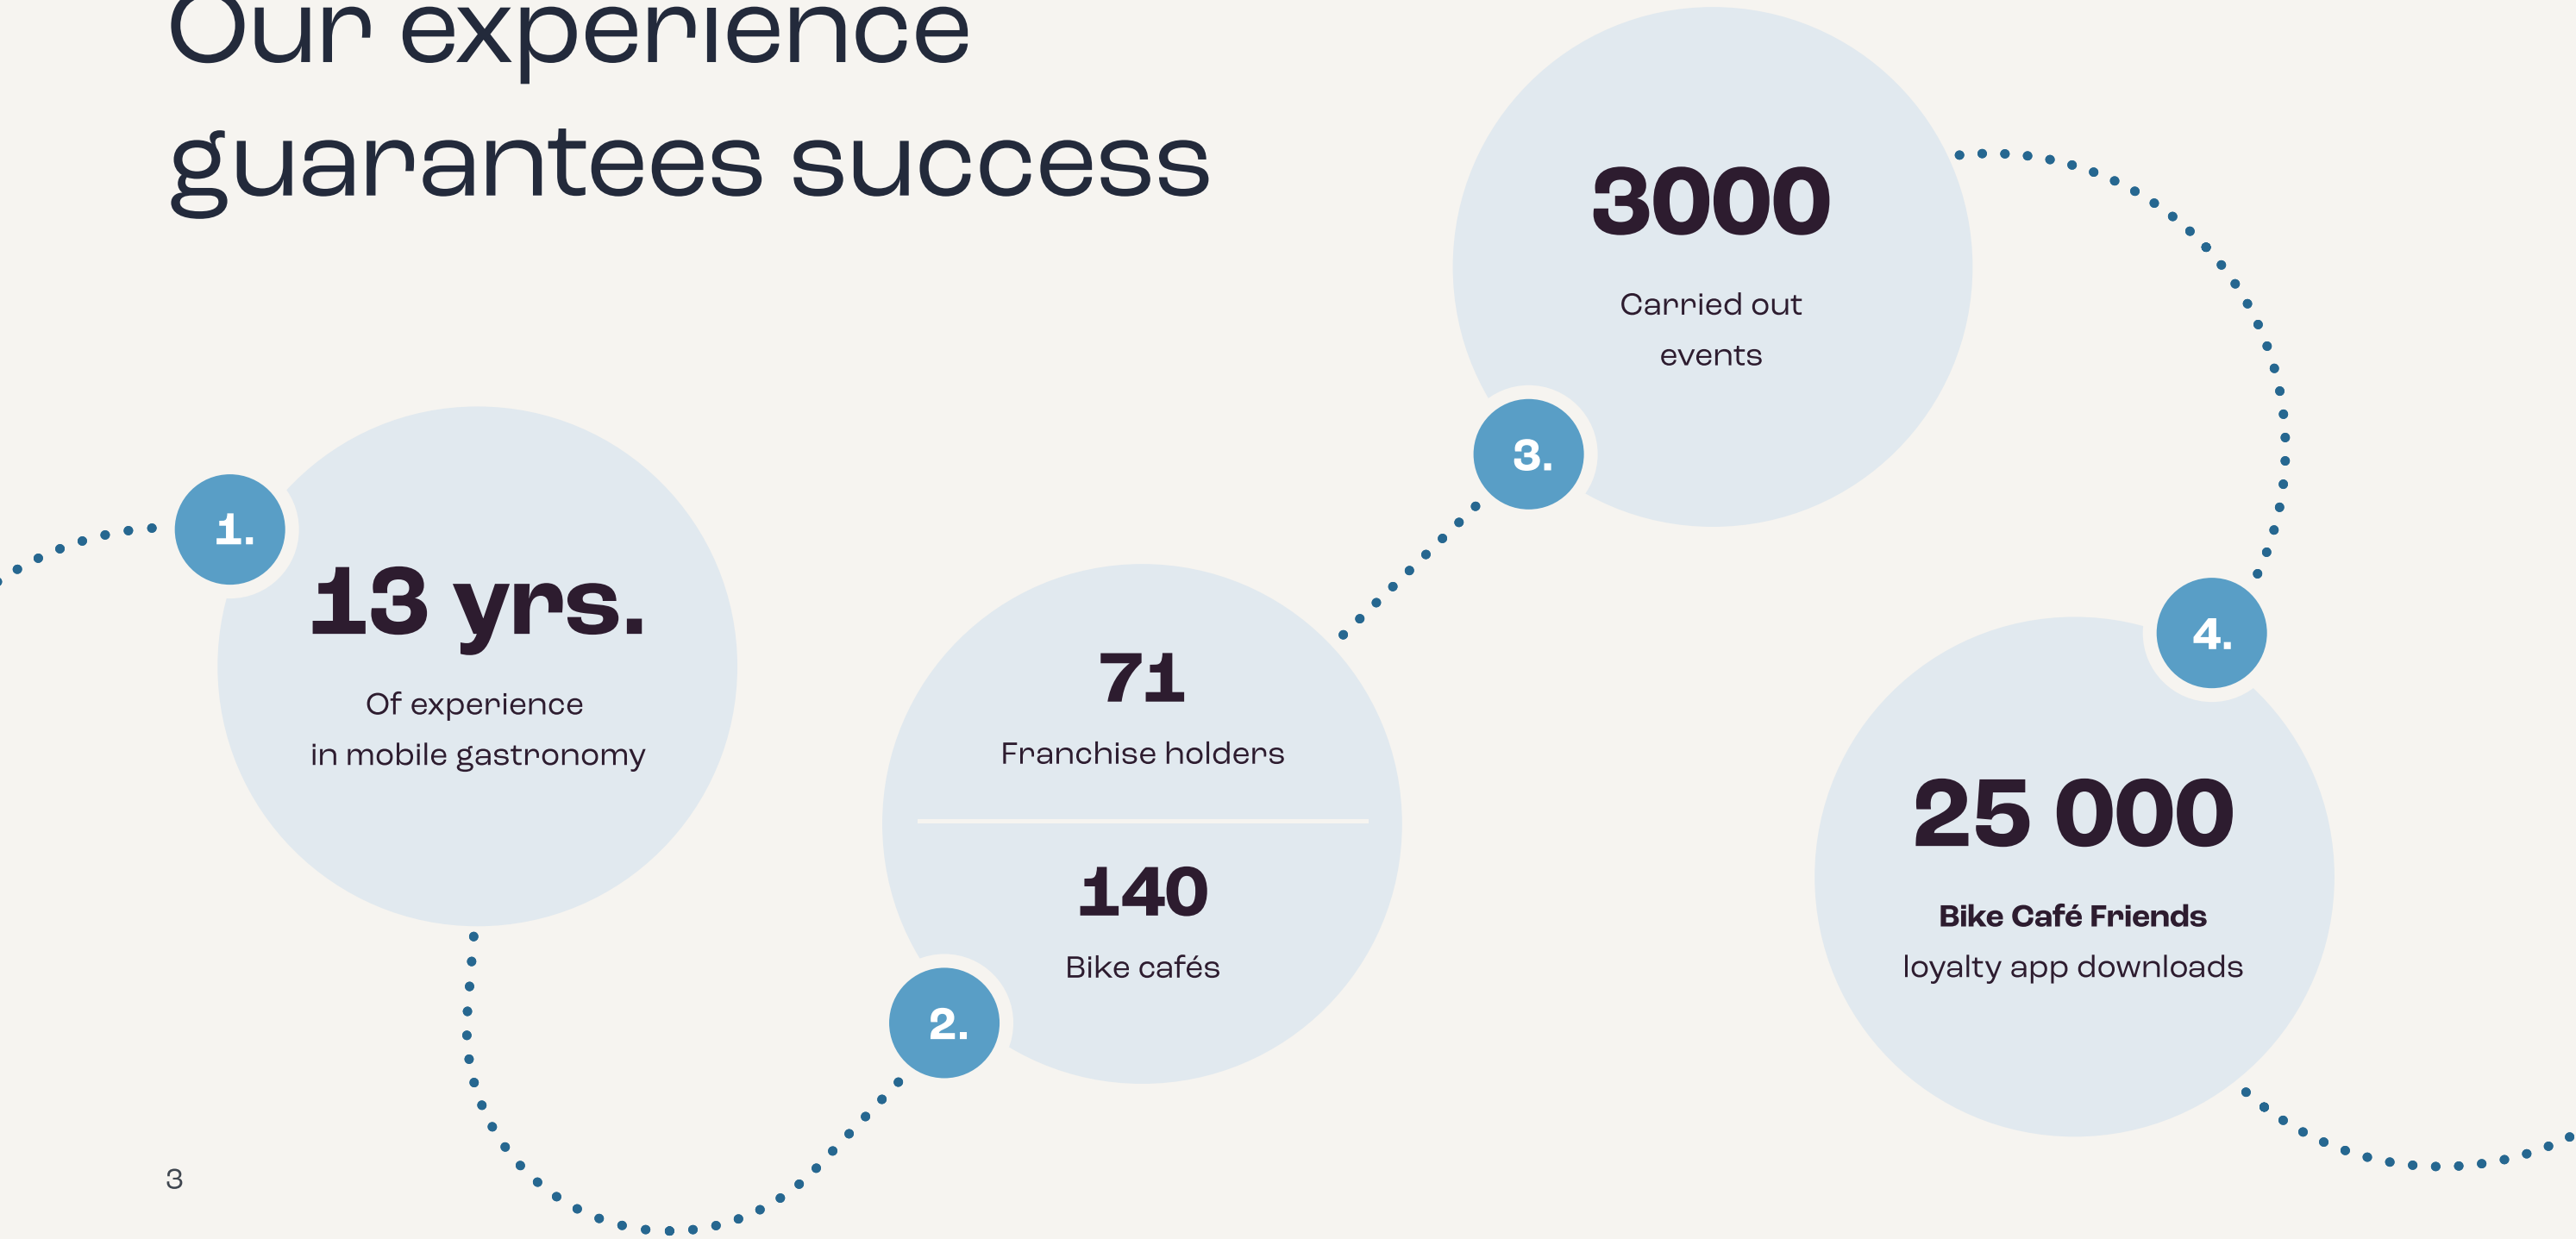 Our experience
guarantees success
1.
13 yrs.
Of experience
in mobile gastronomy
2.
71
Franchise holders
140
Bike cafés
3.
3000
Carried out
events
4.
25 000
Bike Café Friends
loyalty app downloads
3